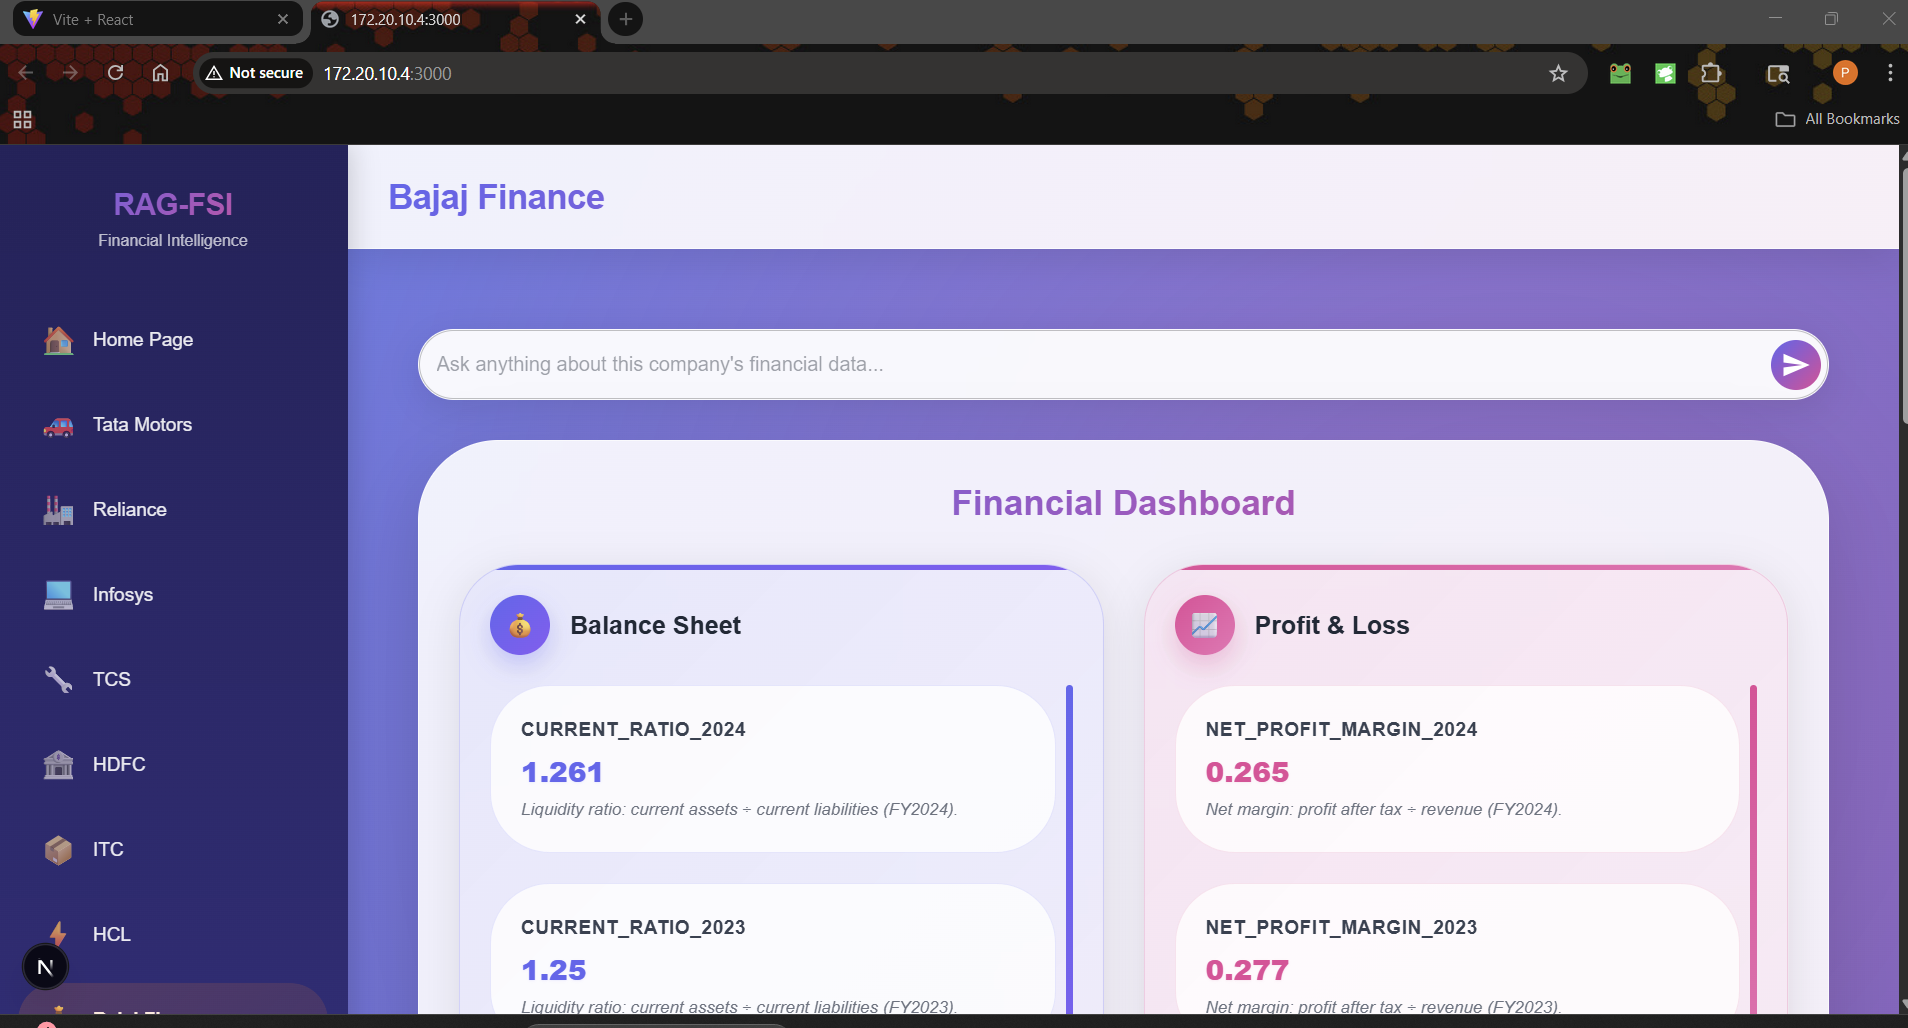 Vite + React
172.20.10.4:3000
Not secure
172.20.10.4:3000
P
All Bookmarks
RAG-FSI
Financial Intelligence
Home Page
Tata Motors
Reliance
Infosys
TCS
HDFC
ITC
HCL
N
Bajaj Finance
Ask anything about this company's financial data...
Financial Dashboard
Balance Sheet
CURRENT_RATIO_2024
1.261
Liquidity ratio: current assets ÷ current liabilities (FY2024).
CURRENT_RATIO_2023
1.25
Liquidity ratio: current assets ÷ current liabilities (FY2023).
Profit & Loss
NET_PROFIT_MARGIN_2024
0.265
Net margin: profit after tax ÷ revenue (FY2024).
NET_PROFIT_MARGIN_2023
0.277
Net margin: profit after tax ÷ revenue (FY2023).